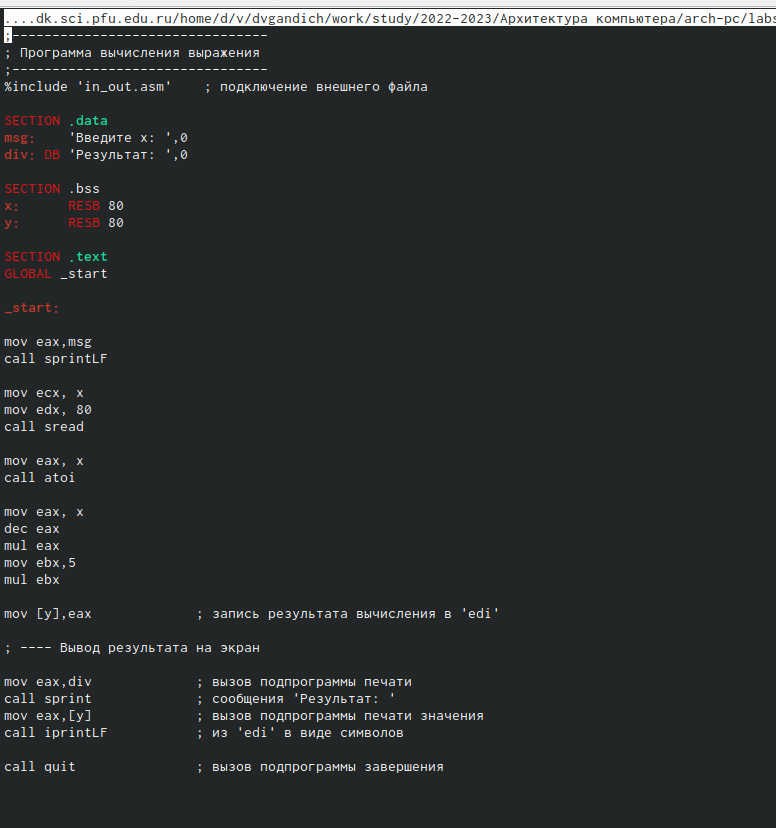 ....dk.sci.pfu.edu.ru/home/d/v/dvgandich/work/study/2022-2023/Архитектура компьютера/arch-pc/labs
;--------------------------------
; Программа вычисления выражения
;--------------------------------
%include 'in_out.asm'    ; подключение внешнего файла
SECTION .data
msg:    'Введите x: ',0
div: DB 'Результат: ',0
SECTION .bss
x:      RESB 80
y:      RESB 80
SECTION .text
GLOBAL _start
_start:
mov eax,msg
call sprintLF
mov ecx, x
mov edx, 80
call sread
mov eax, x
call atoi
mov eax, x
dec eax
mul eax
mov ebx,5
mul ebx
mov [y],eax             ; запись результата вычисления в 'edi'
; ---- Вывод результата на экран
mov eax,div             ; вызов подпрограммы печати
call sprint             ; сообщения 'Результат: '
mov eax,[y]             ; вызов подпрограммы печати значения
call iprintLF           ; из 'edi' в виде символов
call quit               ; вызов подпрограммы завершения